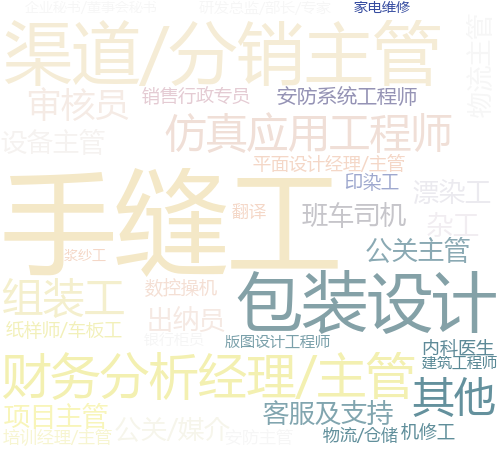 企业秘书/董事会秘书
研发总监/部长/专家
家电维修
渠道/分销主管
物流主管
销售行政专员
安防系统工程师
审核员
仿真应用工程师
设备主管
平面设计经理/主管
手缝工
印染工
漂染工
翻译
班车司机
杂工
公关主管
浆纱工
组装工
数控操机
包装设计
出纳员
纸样师/车板工
银行柜员
版图设计工程师
内科医生
财务分析经理/主管
建筑工程师
其他
项目主管
客服及支持
公关/媒介
物流/仓储
机修工
培训经理/主管
安防主管